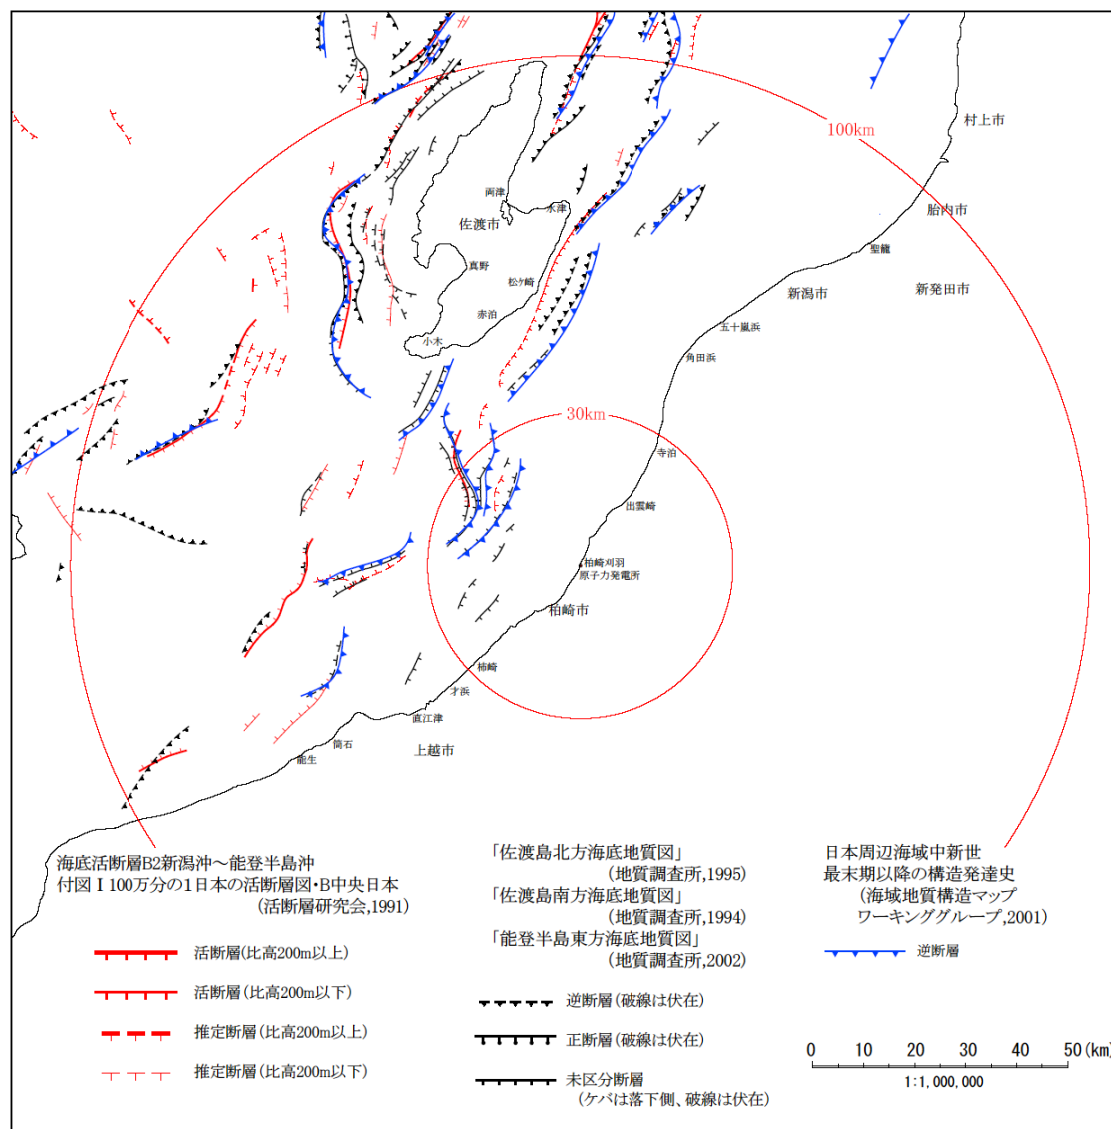 100km
村上市
両津
水津
胎内市
佐渡市
聖籠
真野
松ケ崎
新潟市
新発田市
赤泊
五十嵐浜
小木
角田浜
30km
寺泊
出雲崎
柏崎刈羽
原子力発電所
柏崎市
柿崎
才浜
直江津
筒石
上越市
能生
海底活断層B2新潟沖～能登半島沖
付図Ⅰ100万分の1日本の活断層図・B中央日本
(活断層研究会,1991)
活断層(比高200m以上)
活断層(比高200m以下)
推定断層(比高200m以上)
推定断層(比高200m以下)
「佐渡島北方海底地質図」
(地質調査所,1995)
「佐渡島南方海底地質図」
(地質調査所,1994)
「能登半島東方海底地質図」
(地質調査所,2002)
逆断層(破線は伏在)
正断層(破線は伏在)
未区分断層
(ケバは落下側、破線は伏在)
日本周辺海域中新世
最末期以降の構造発達史
(海域地質構造マップ
ワーキンググループ,2001)
逆断層
0 10 20 30 40 50(km)
1:1,000,000